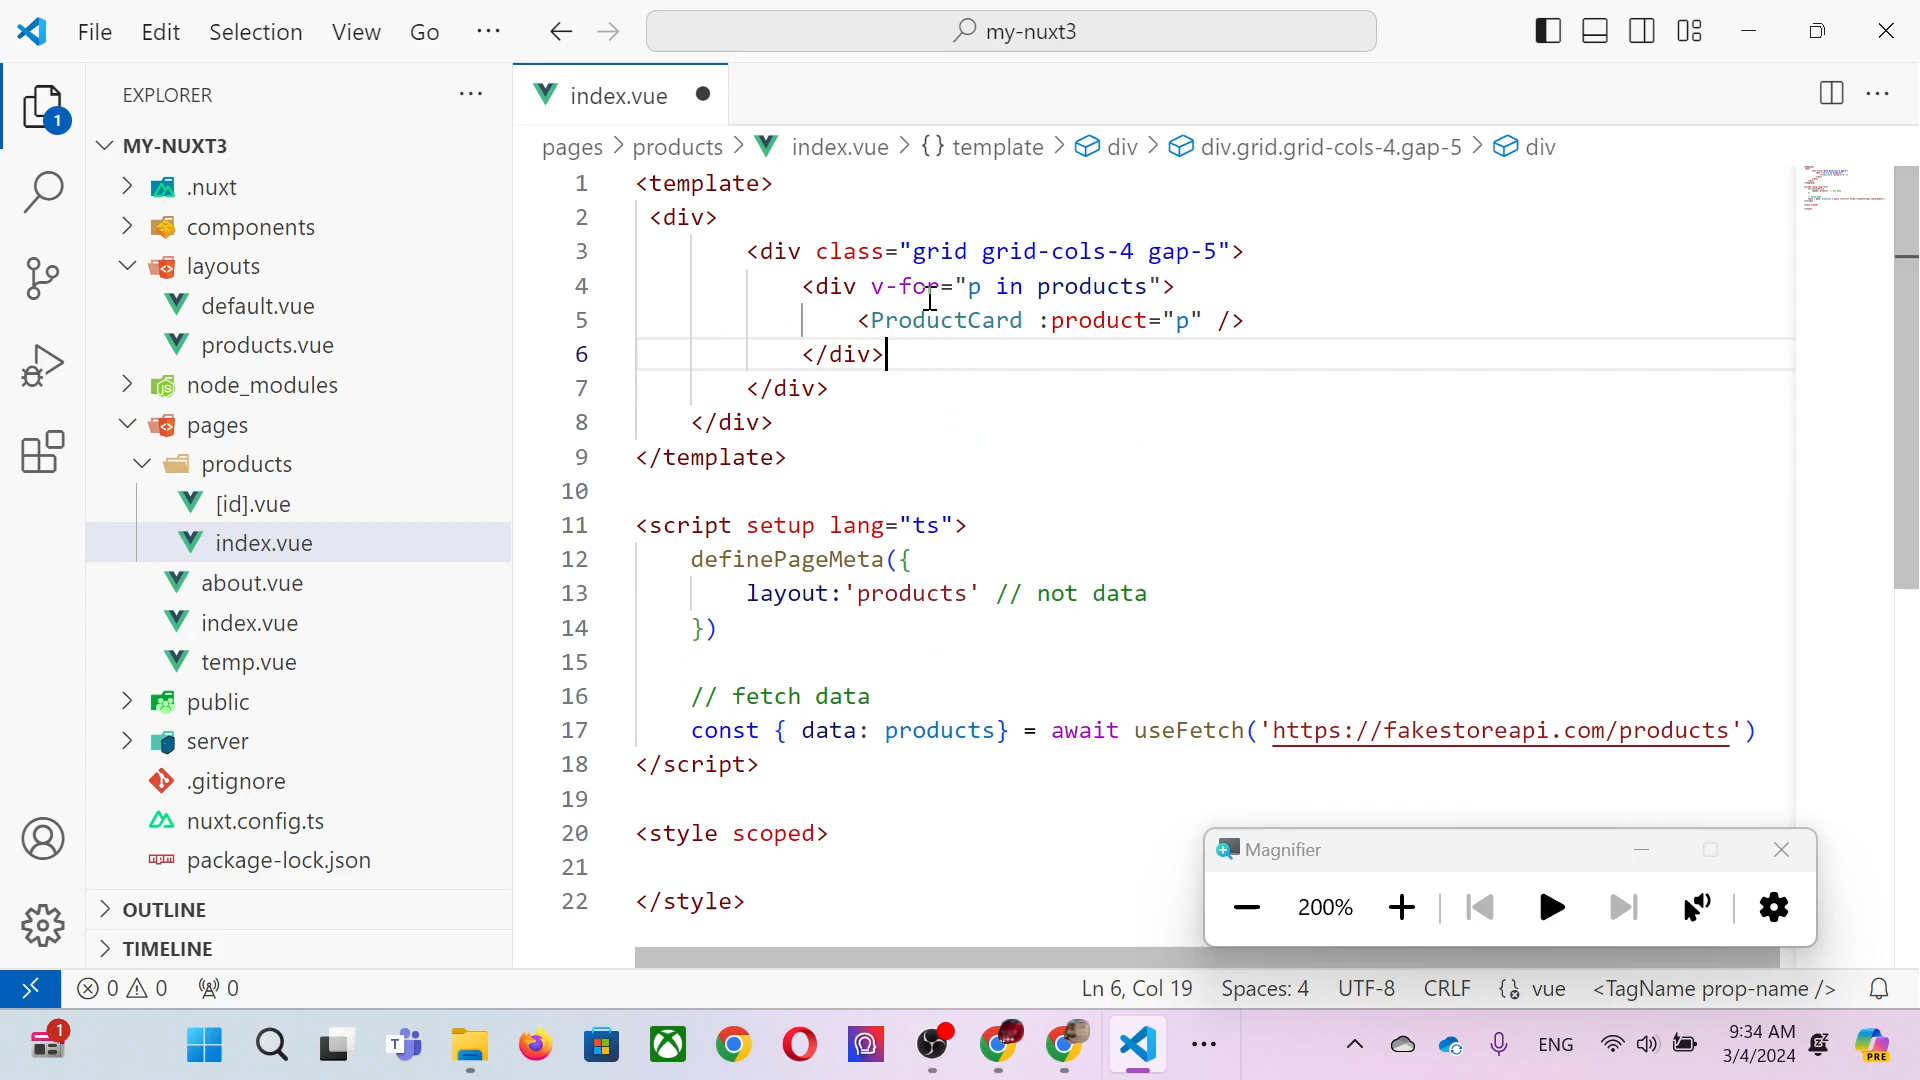 File Edit Selection View Go ... my-nuxt3
EXPLORER
1
MY-NUXT3
.nuxt
components
layouts
default.vue
products.vue
node_modules
pages
products
[id].vue
index.vue
about.vue
index.vue
temp.vue
public
server
.gitignore
nuxt.config.ts
package-lock.json
OUTLINE
TIMELINE
index.vue
pages > products > index.vue > {} template > div > div.grid.grid-cols-4.gap-5 > div
1 <template>
2 <div>
3 <div class="grid grid-cols-4 gap-5">
4 <div v-for="p in products">
5 <ProductCard :product="p" />
6 </div>
7 </div>
8 </div>
9 </template>
10
11 <script setup lang="ts">
12 definePageMeta({
13 layout:'products' // not data
14 })
15
16 // fetch data
17 const { data: products} = await useFetch('https://fakestoreapi.com/products')
18 </script>
19
20 <style scoped>
21
22 </style>
Magnifier
200%
0 0 0 Ln 6, Col 19 Spaces: 4 UTF-8 CRLF {} vue <TagName prop-name />
1 ENG 9:34 AM
3/4/2024
PRE